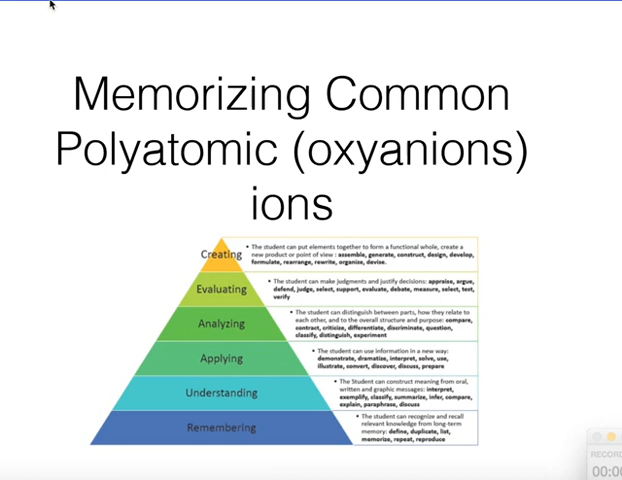 Memorizing Common
Polyatomic (oxyanions)
ions
Creating
• The student can put elements together to form a functional whole, create a
new product or point of view : assemble, generate, construct, design, develop,
formulate, rearrange, rewrite, organize, devise.
Evaluating
• The student can make judgments and justify decisions: appraise, argue,
defend, judge, select, support, evaluate, debate, measure, select, test,
verify
Analyzing
• The student can distinguish between parts, how they relate to
each other, and to the overall structure and purpose: compare,
contract, criticize, differentiate, discriminate, question,
classify, distinguish, experiment
Applying
• The student can use information in a new way:
demonstrate, dramatize, interpret, solve, use,
illustrate, convert, discover, discuss, prepare
Understanding
• The Student can construct meaning from oral,
written and graphic messages: interpret,
exemplify, classify, summarize, infer, compare,
explain, paraphrase, discuss
Remembering
• The student can recognize and recall
relevant knowledge from long-term
memory: define, duplicate, list,
memorize, repeat, reproduce
RECORD
00:0